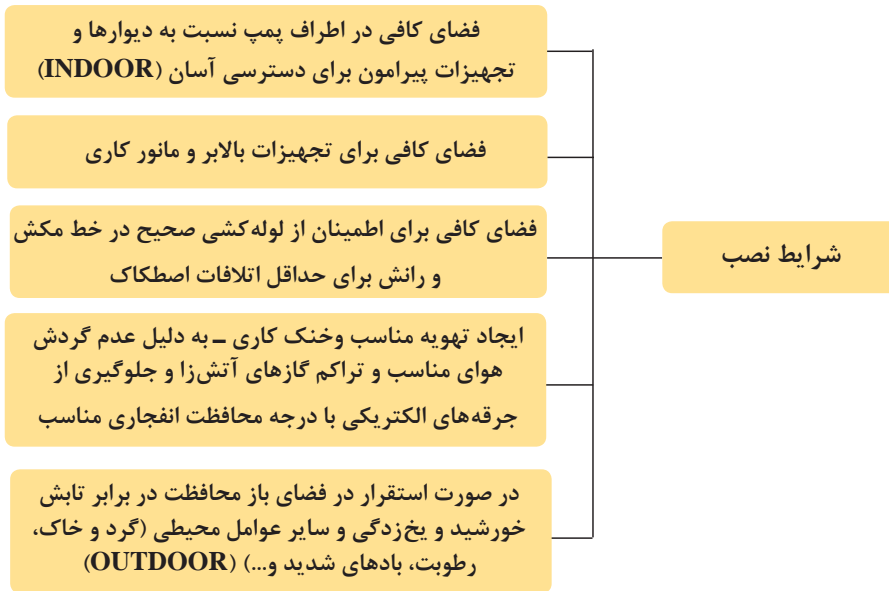 شرایط نصب
فضای کافی در اطراف پمپ نسبت به دیوارها و
تجهیزات پیرامون برای دسترسی آسان (INDOOR)
فضای کافی برای تجهیزات بالابر و مانور کاری
فضای کافی برای اطمینان از لوله‌کشی صحیح در خط مکش
و رانش برای حداقل اتلافات اصطکاک
ایجاد تهویه مناسب وخنک کاری ــ به دلیل عدم گردش
هوای مناسب و تراکم گازهای آتش‌زا و جلوگیری از
جرقه‌های الکتریکی با درجه محافظت انفجاری مناسب
در صورت استقرار در فضای باز محافظت در برابر تابش
خورشید و یخ‌زدگی و سایر عوامل محیطی (گرد و خاک،
رطوبت، بادهای شدید و...) (OUTDOOR)